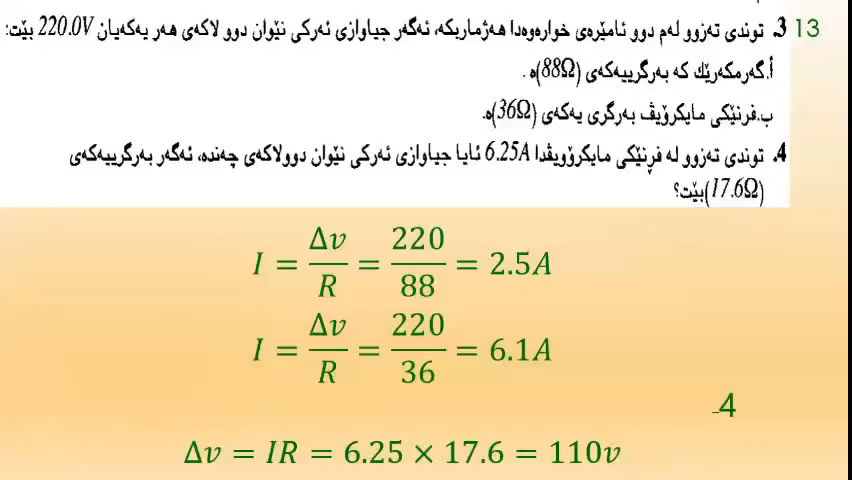 13
3. توندی تەزوو لەم دوو ئامێرەی خوارەوەدا هەژماربکە، ئەگەر جیاوازی ئەرکی نێوان دوو لاکەی هەر یەکەیان 220.0V بێت:
أ.گەرمکەرێك کە بەرگرییەکەی (88Ω)ە .
ب.فرنێکی مایکرۆیڤ بەرگری یەکەی (36Ω)ە.
4. توندی تەزوو لە فڕنێکی مایکرۆوویڤدا 6.25A ئایا جیاوازی ئەرکی نێوان دوولاکەی چەندە، ئەگەر بەرگرییەکەی
(17.6Ω)بێت؟
I = Δv/R = 220/88 = 2.5A
I = Δv/R = 220/36 = 6.1A
-4
Δv = IR = 6.25 × 17.6 = 110v